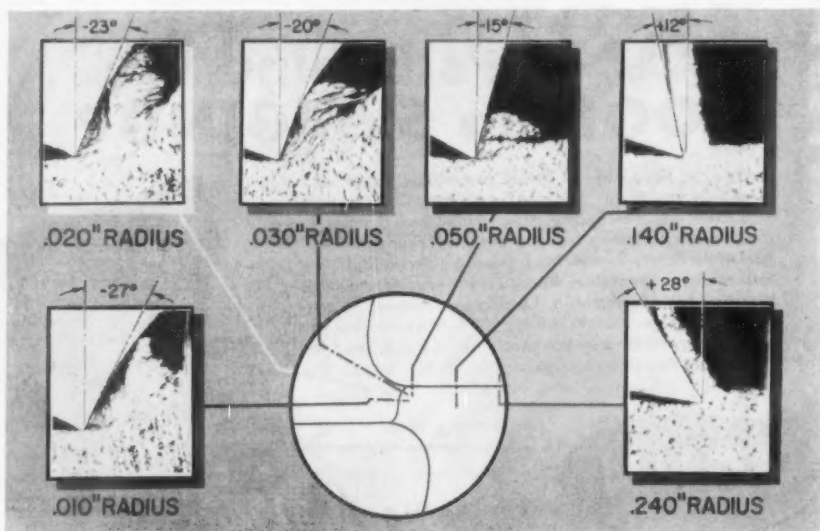 -23°
-20°
-15°
+12°
.020" RADIUS
.030" RADIUS
.050" RADIUS
.140" RADIUS
-27°
+28°
.010" RADIUS
.240" RADIUS